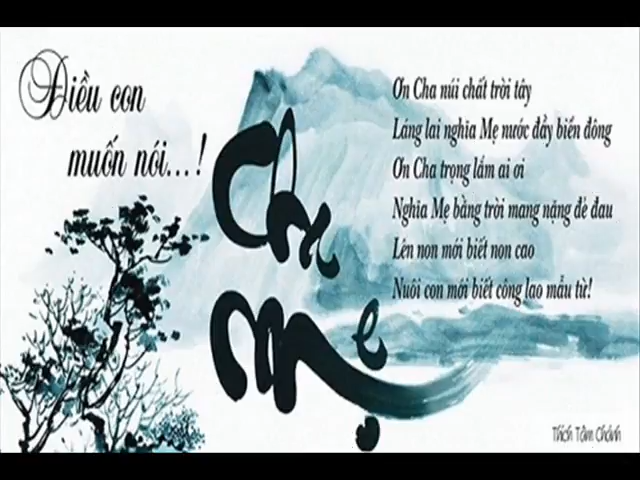 Điều con
muốn nói...!
Cha
Mẹ
Ơn Cha núi chất trời tây
Láng lai nghĩa Mẹ nước đầy biển đông
Ơn Cha trọng lắm ai ơi
Nghĩa Mẹ bằng trời mang nặng đẻ đau
Lên non mới biết non cao
Nuôi con mới biết công lao mẫu từ!
Thích Tâm Chánh